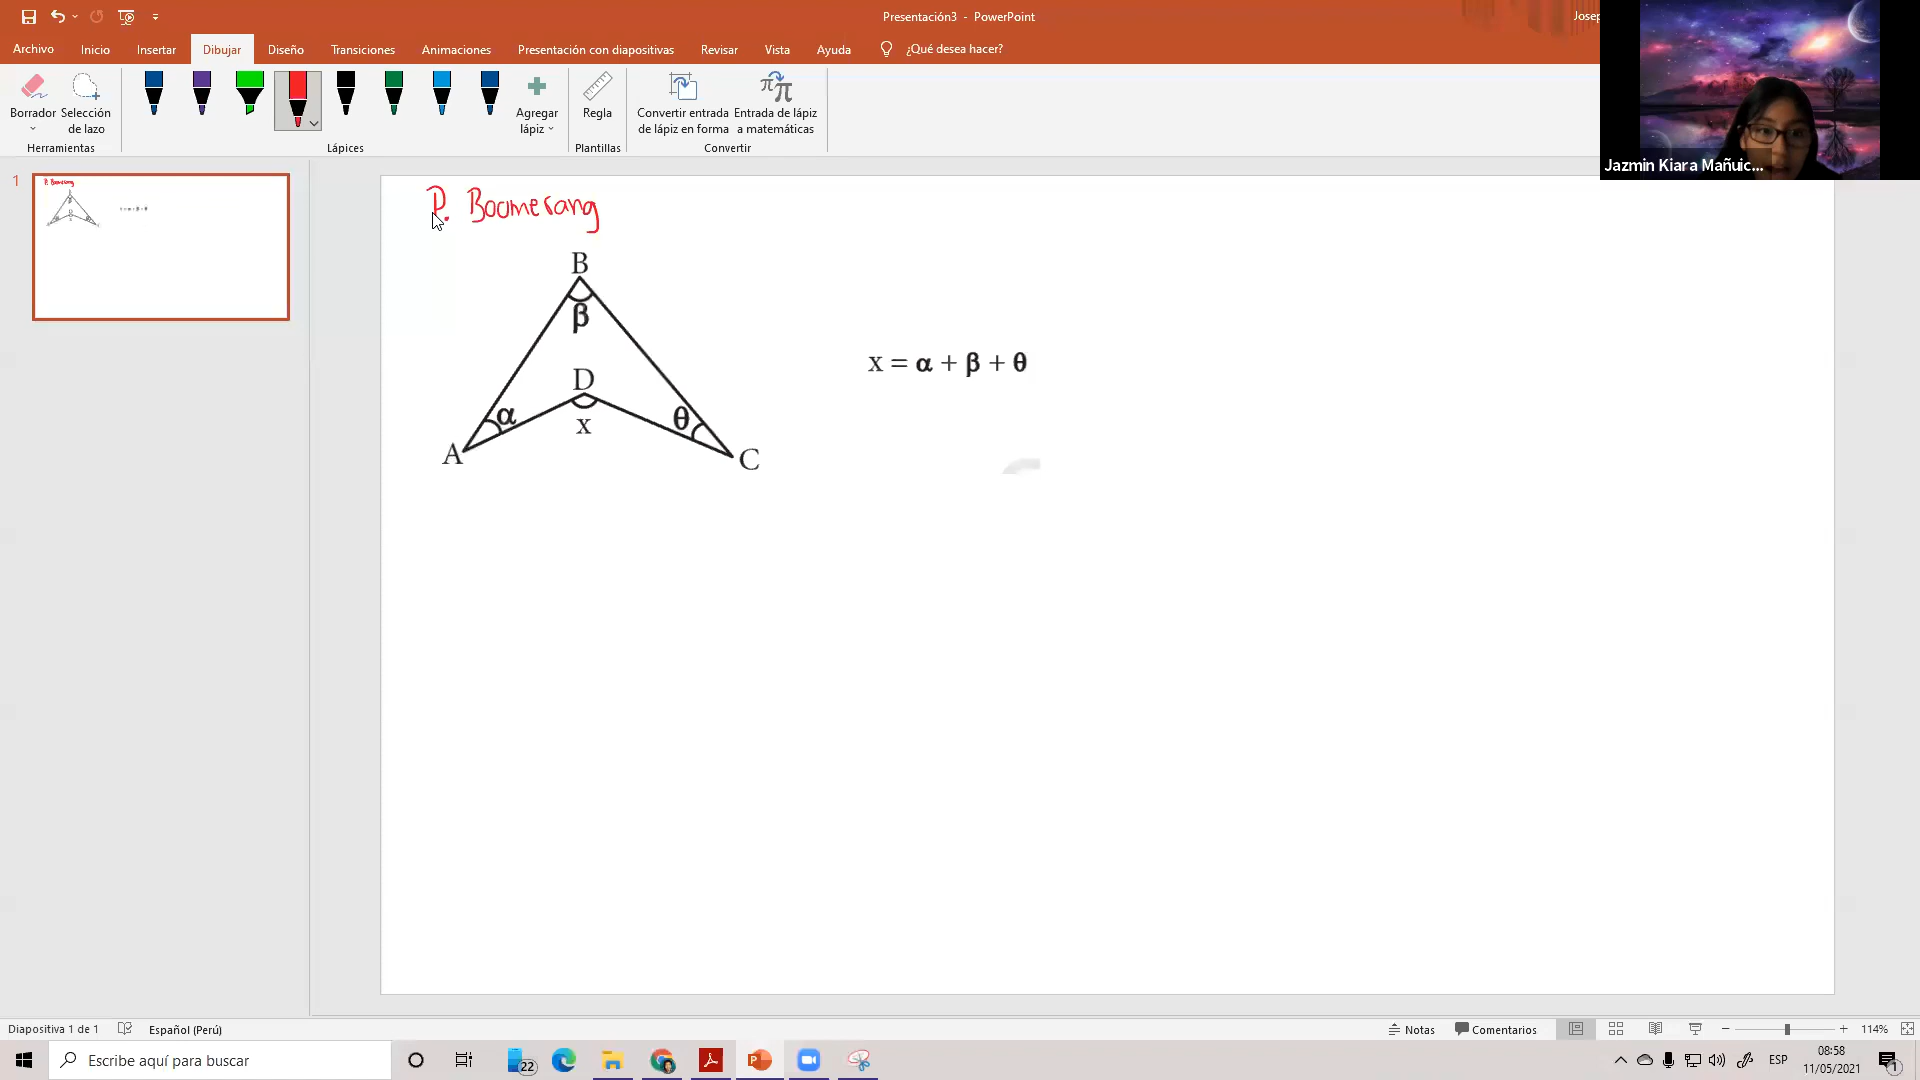 Presentación3 - PowerPoint
Archivo Inicio Insertar Dibujar Diseño Transiciones Animaciones Presentación con diapositivas Revisar Vista Ayuda ¿Qué desea hacer?
Borrador
Selección de lazo
Agregar lápiz
Regla
Convertir entrada de lápiz en forma
Entrada de lápiz a matemáticas
Herramientas Lápices Plantillas Convertir
Jazmin Kiara Mañuic...
1
P. Boomerang
B
β
D
α
x
θ
A
C
x = α + β + θ
Diapositiva 1 de 1 Español (Perú) Notas Comentarios 114%
Escribe aquí para buscar
22
ESP
08:58
11/05/2021
1